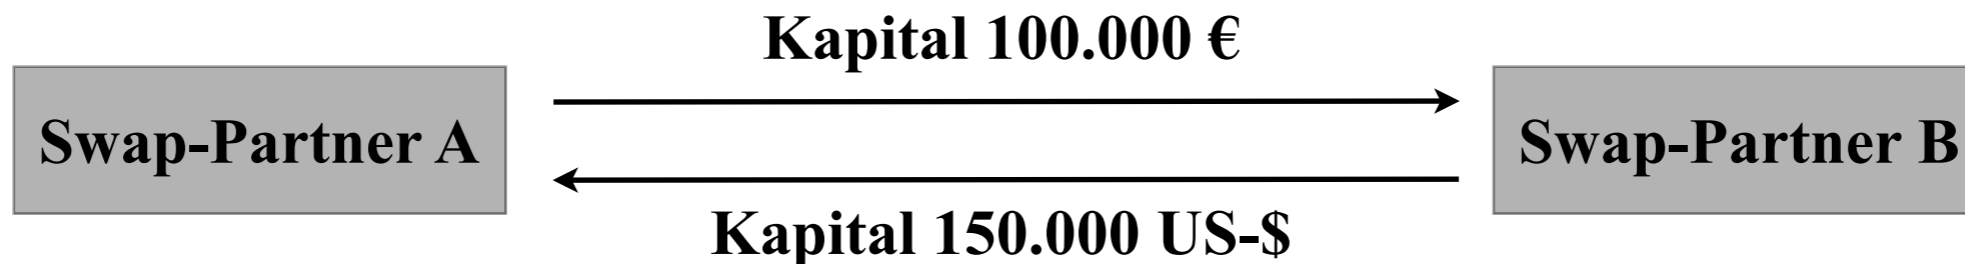 Kapital 100.000 €
Swap-Partner A
Swap-Partner B
Kapital 150.000 US-$